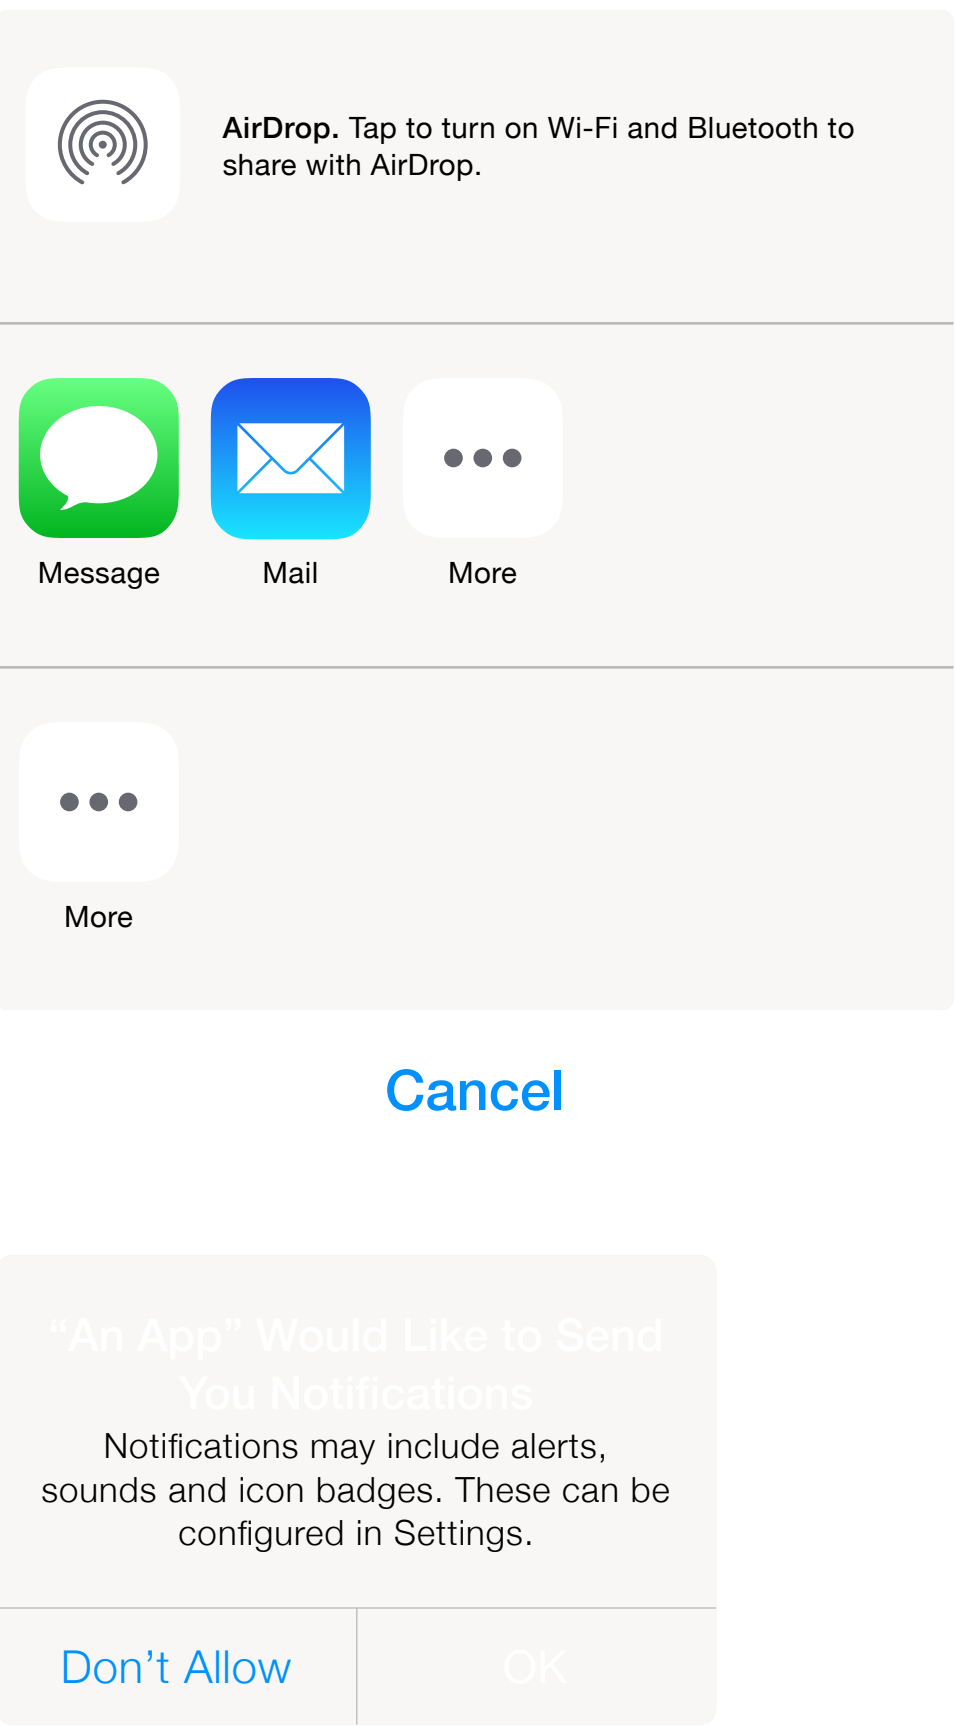 AirDrop. Tap to turn on Wi-Fi and Bluetooth to
share with AirDrop.
Message Mail More
More
Cancel
“An App” Would Like to Send
You Notifications
Notifications may include alerts,
sounds and icon badges. These can be
configured in Settings.
Don’t Allow OK